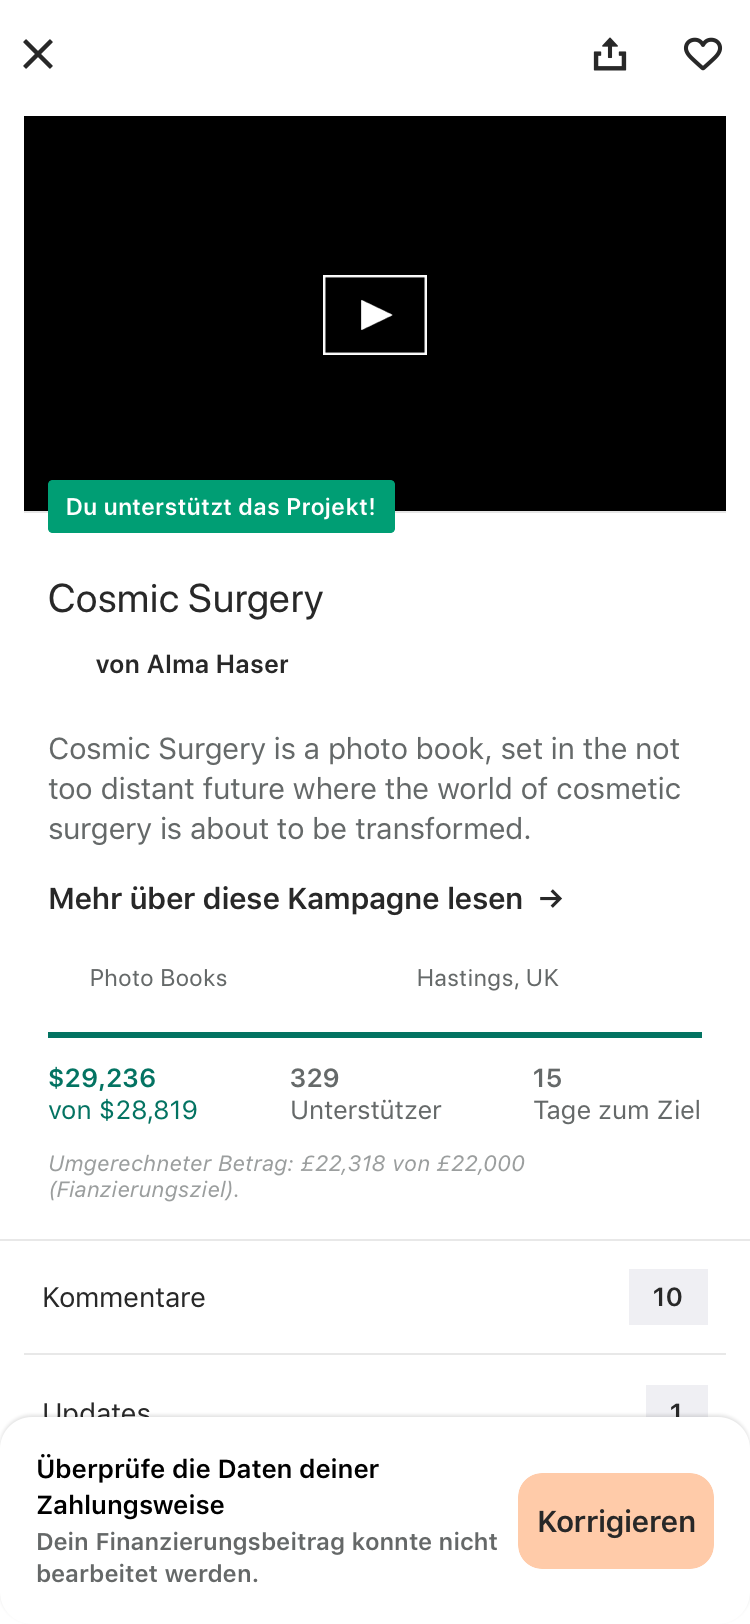 Du unterstützt das Projekt!
Cosmic Surgery
von Alma Haser
Cosmic Surgery is a photo book, set in the not
too distant future where the world of cosmetic
surgery is about to be transformed.
Mehr über diese Kampagne lesen →
Photo Books
Hastings, UK
$29,236
von $28,819
329
Unterstützer
15
Tage zum Ziel
Umgerechneter Betrag: £22,318 von £22,000
(Fianzierungsziel).
Kommentare
10
Updates
1
Überprüfe die Daten deiner
Zahlungsweise
Dein Finanzierungsbeitrag konnte nicht
bearbeitet werden.
Korrigieren